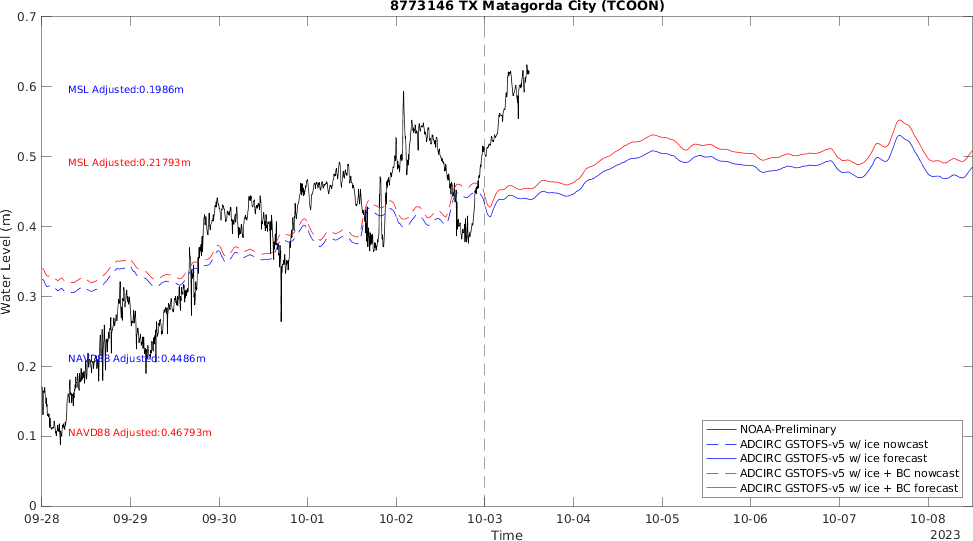 8773146 TX Matagorda City (TCOON)
Water Level (m)
0.7
0.6
0.5
0.4
0.3
0.2
0.1
0
MSL Adjusted:0.1986m
MSL Adjusted:0.21793m
NAVD88 Adjusted:0.4486m
NAVD88 Adjusted:0.46793m
NOAA-Preliminary
ADCIRC GSTOFS-v5 w/ ice nowcast
ADCIRC GSTOFS-v5 w/ ice forecast
ADCIRC GSTOFS-v5 w/ ice + BC nowcast
ADCIRC GSTOFS-v5 w/ ice + BC forecast
09-28 09-29 09-30 10-01 10-02 10-03 10-04 10-05 10-06 10-07 10-08
2023
Time